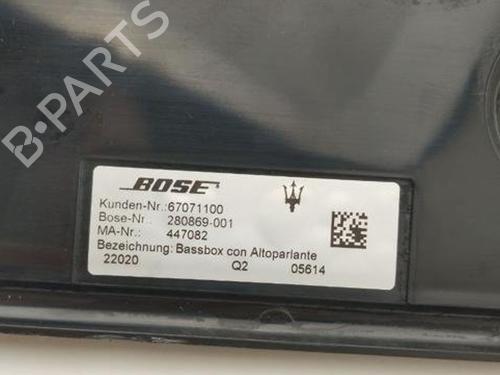 B-PARTS
BOSE
Kunden-Nr.:67071100
Bose-Nr.: 280869-001
MA-Nr.: 447082
Bezeichnung: Bassbox con Altoparlante
22020 Q2 05614